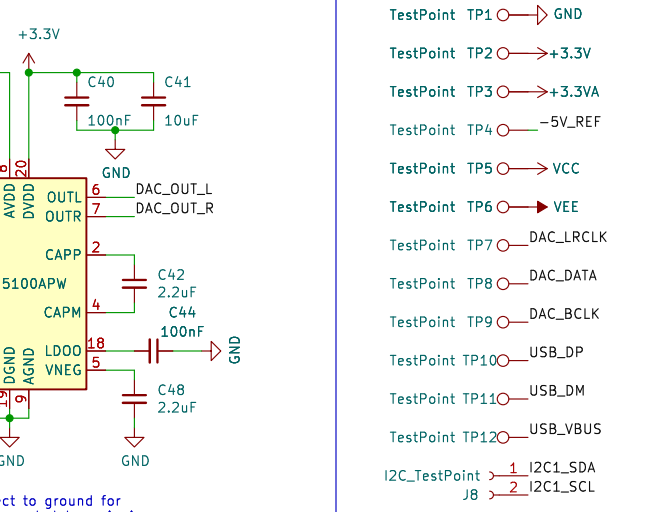 +3.3V
C40
100nF
C41
10uF
GND
8
20
AVDD
DVDD
OUTL
6
DAC_OUT_L
OUTR
7
DAC_OUT_R
CAPP
2
5100APW
C42
2.2uF
CAPM
4
C44
100nF
LDOO
18
GND
VNEG
5
DGND
AGND
C48
2.2uF
19
9
GND
GND
ect to ground for
TestPoint TP1 GND
TestPoint TP2 +3.3V
TestPoint TP3 +3.3VA
TestPoint TP4 -5V_REF
TestPoint TP5 VCC
TestPoint TP6 VEE
TestPoint TP7 DAC_LRCLK
TestPoint TP8 DAC_DATA
TestPoint TP9 DAC_BCLK
TestPoint TP10 USB_DP
TestPoint TP11 USB_DM
TestPoint TP12 USB_VBUS
I2C_TestPoint 1 I2C1_SDA
J8 2 I2C1_SCL